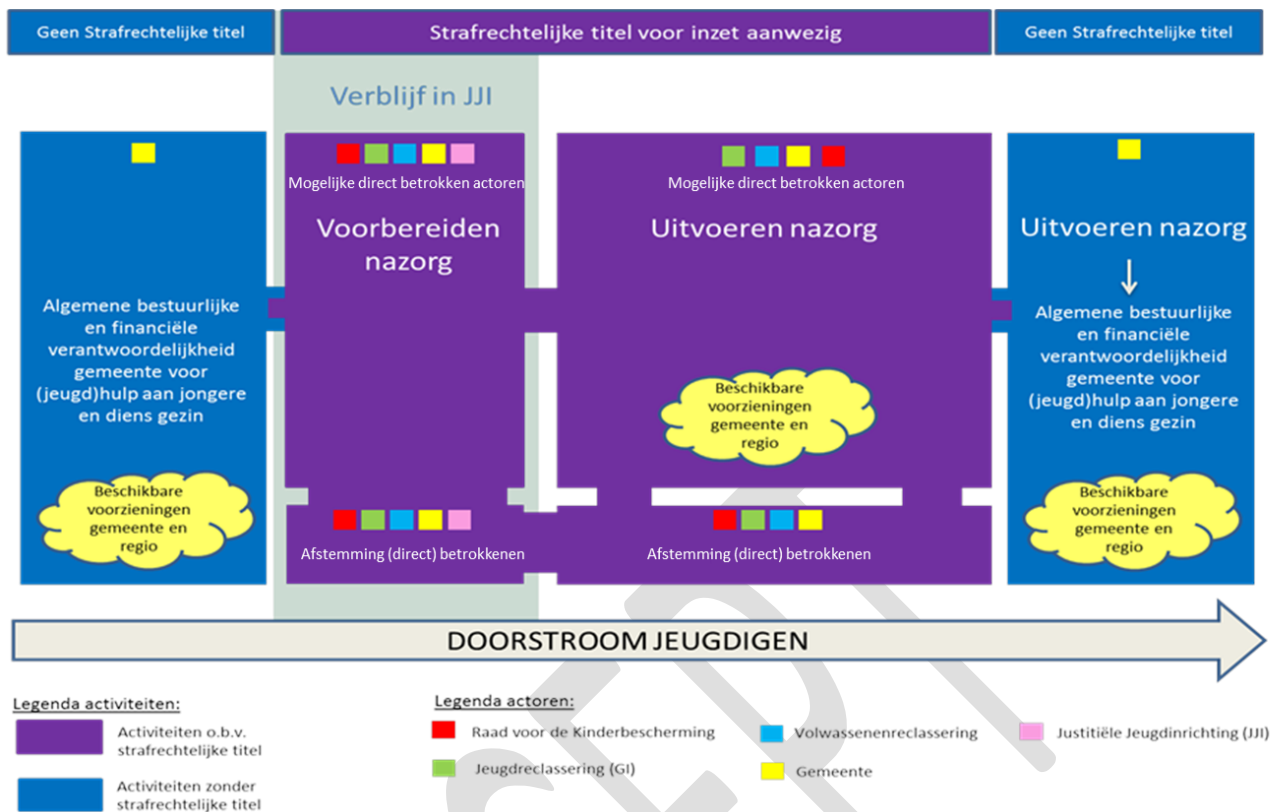 Geen Strafrechtelijke titel
Strafrechtelijke titel voor inzet aanwezig
Geen Strafrechtelijke titel
Verblijf in JJI
Algemene bestuurlijke
en financiële
verantwoordelijkheid
gemeente voor
(jeugd)hulp aan jongere
en diens gezin
Beschikbare
voorzieningen
gemeente en
regio
Mogelijke direct betrokken actoren
Voorbereiden
nazorg
Afstemming (direct) betrokkenen
Mogelijke direct betrokken actoren
Uitvoeren nazorg
Beschikbare
voorzieningen
gemeente en
regio
Afstemming (direct) betrokkenen
Uitvoeren nazorg
Algemene bestuurlijke
en financiële
verantwoordelijkheid
gemeente voor
(jeugd)hulp aan jongere
en diens gezin
Beschikbare
voorzieningen
gemeente en
regio
DOORSTROOM JEUGDIGEN
Legenda activiteiten:
Activiteiten o.b.v.
strafrechtelijke titel
Activiteiten zonder
strafrechtelijke titel
Legenda actoren:
Raad voor de Kinderbescherming
Volwassenenreclassering
Justitiële Jeugdinrichting (JJI)
Jeugdreclassering (GI)
Gemeente